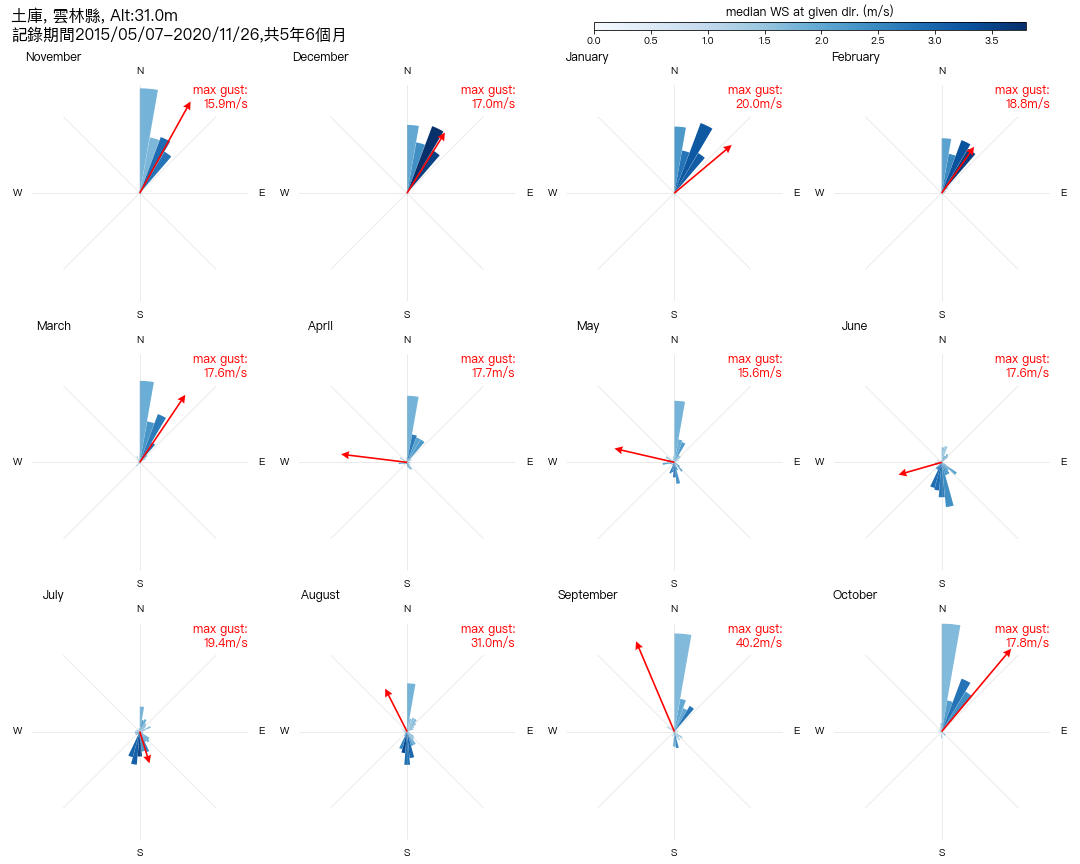 土庫, 雲林縣, Alt:31.0m
記錄期間2015/05/07-2020/11/26,共5年6個月
median WS at given dir. (m/s)
0.0 0.5 1.0 1.5 2.0 2.5 3.0 3.5
November
N
W
E
S
max gust:
15.9m/s
December
N
W
E
max gust:
17.0m/s
January
N
W
E
max gust:
20.0m/s
February
N
W
E
S
max gust:
18.8m/s
March
N
W
E
S
max gust:
17.6m/s
April
N
W
E
S
max gust:
17.7m/s
May
N
W
E
S
max gust:
15.6m/s
June
N
W
E
S
max gust:
17.6m/s
July
N
W
E
S
max gust:
19.4m/s
August
N
W
E
S
max gust:
31.0m/s
September
N
W
E
S
max gust:
40.2m/s
October
N
W
E
S
max gust:
17.8m/s